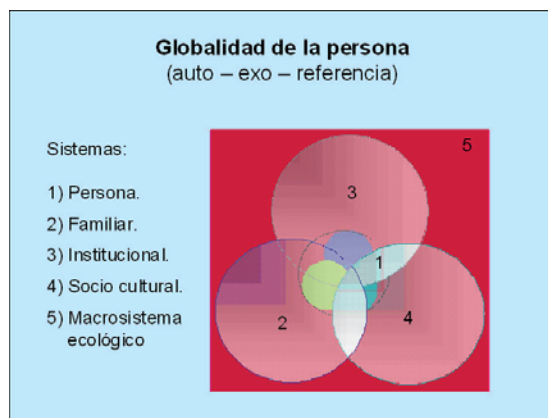 Globalidad de la persona
(auto – exo – referencia)
Sistemas:
1) Persona.
2) Familiar.
3) Institucional.
4) Socio cultural.
5) Macrosistema
ecológico
5
3
1
2
4